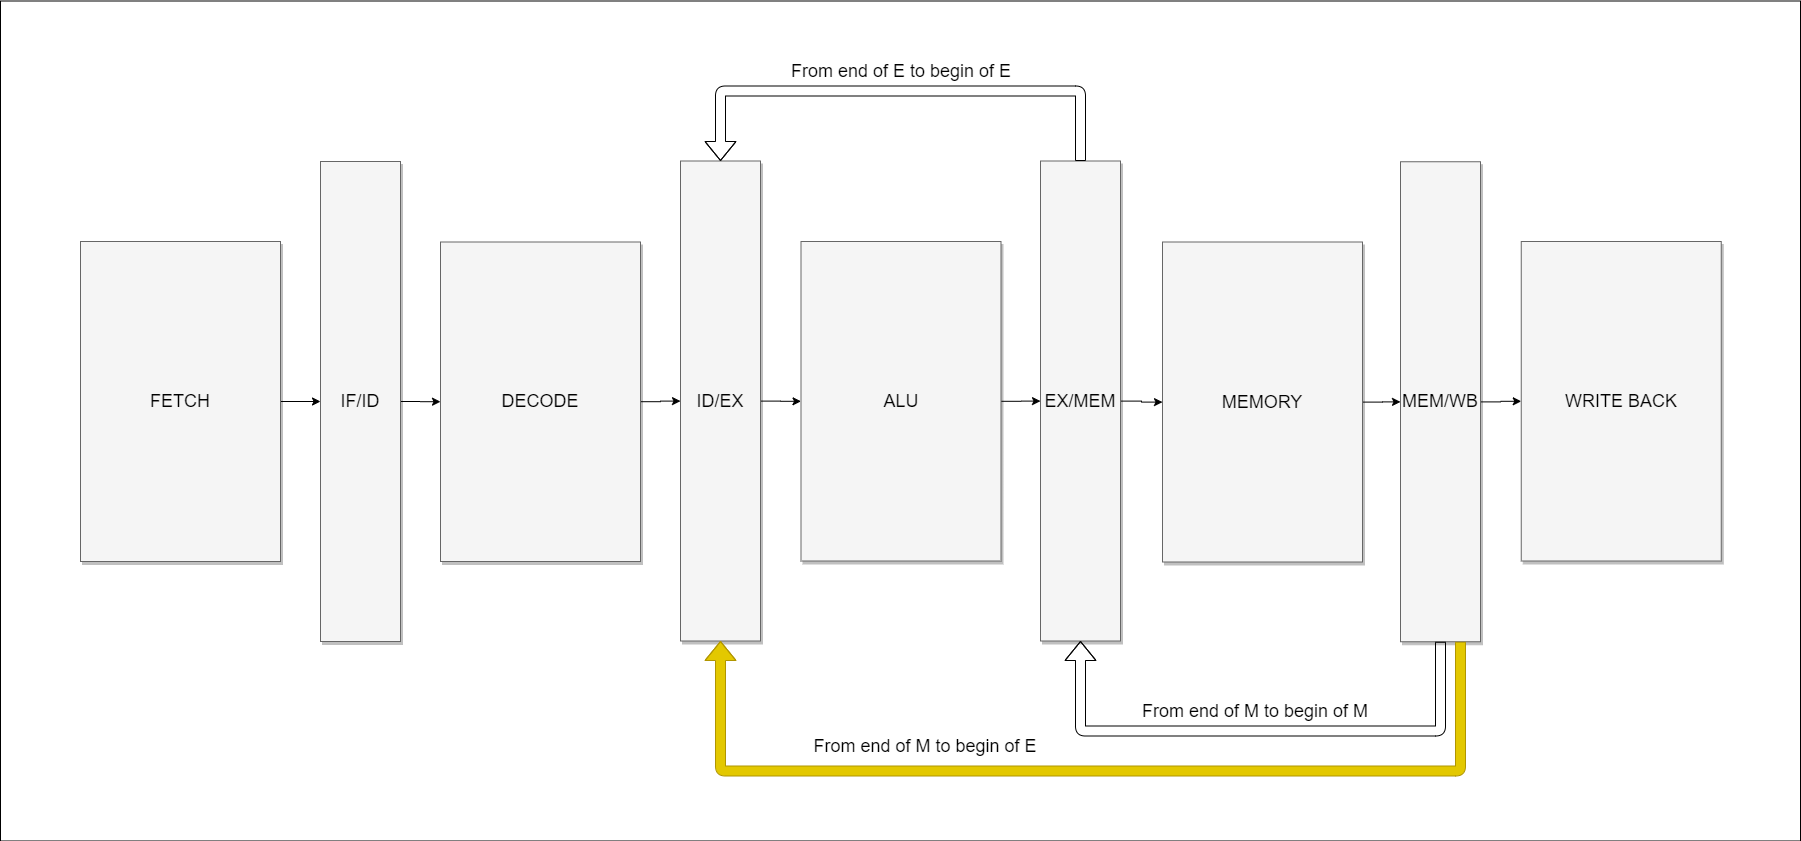 From end of E to begin of E
FETCH
IF/ID
DECODE
ID/EX
ALU
EX/MEM
MEMORY
MEM/WB
WRITE BACK
From end of M to begin of M
From end of M to begin of E